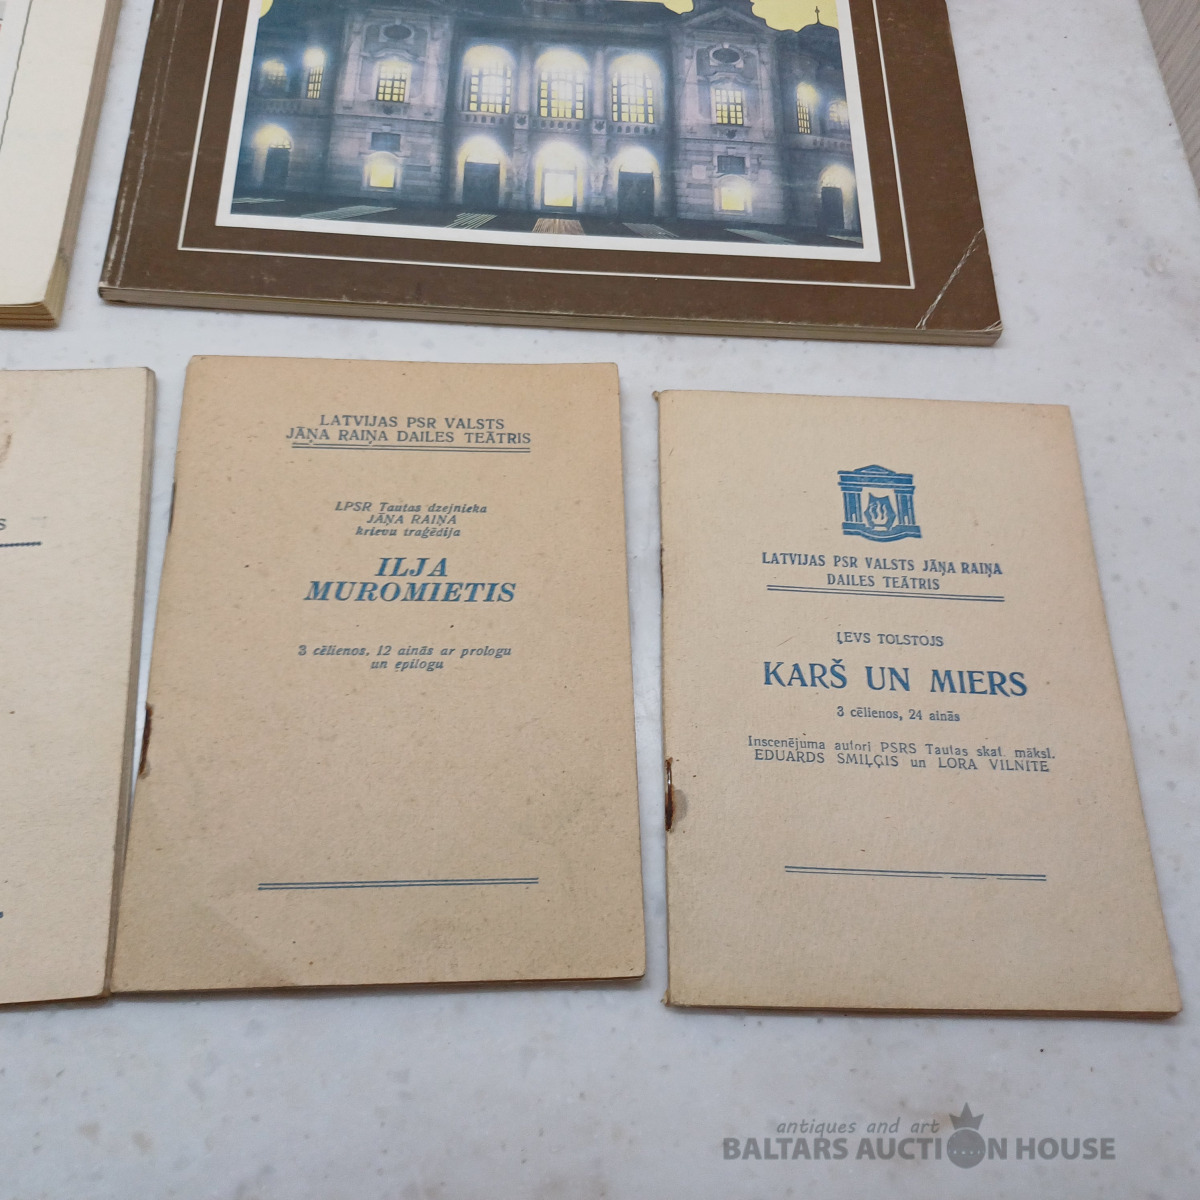 LATVIJAS PSR VALSTS
JĀŅA RAIŅA DAILES TEĀTRIS
LPSR Tautas dzejnieka
JĀŅA RAIŅA
krievu traģēdija
ILJA
MUROMIETIS
3 cēlienos, 12 ainās ar prologu
un epilogu
LATVIJAS PSR VALSTS JĀŅA RAIŅA
DAILES TEĀTRIS
ĻEVS TOLSTOJS
KARŠ UN MIERS
3 cēlienos, 24 ainās
Inscenējuma autori PSRS Tautas skat. māksl.
EDUARDS SMIĻĢIS un LORA VILNITE
S
antiques and art
BALTARS AUCTION HOUSE